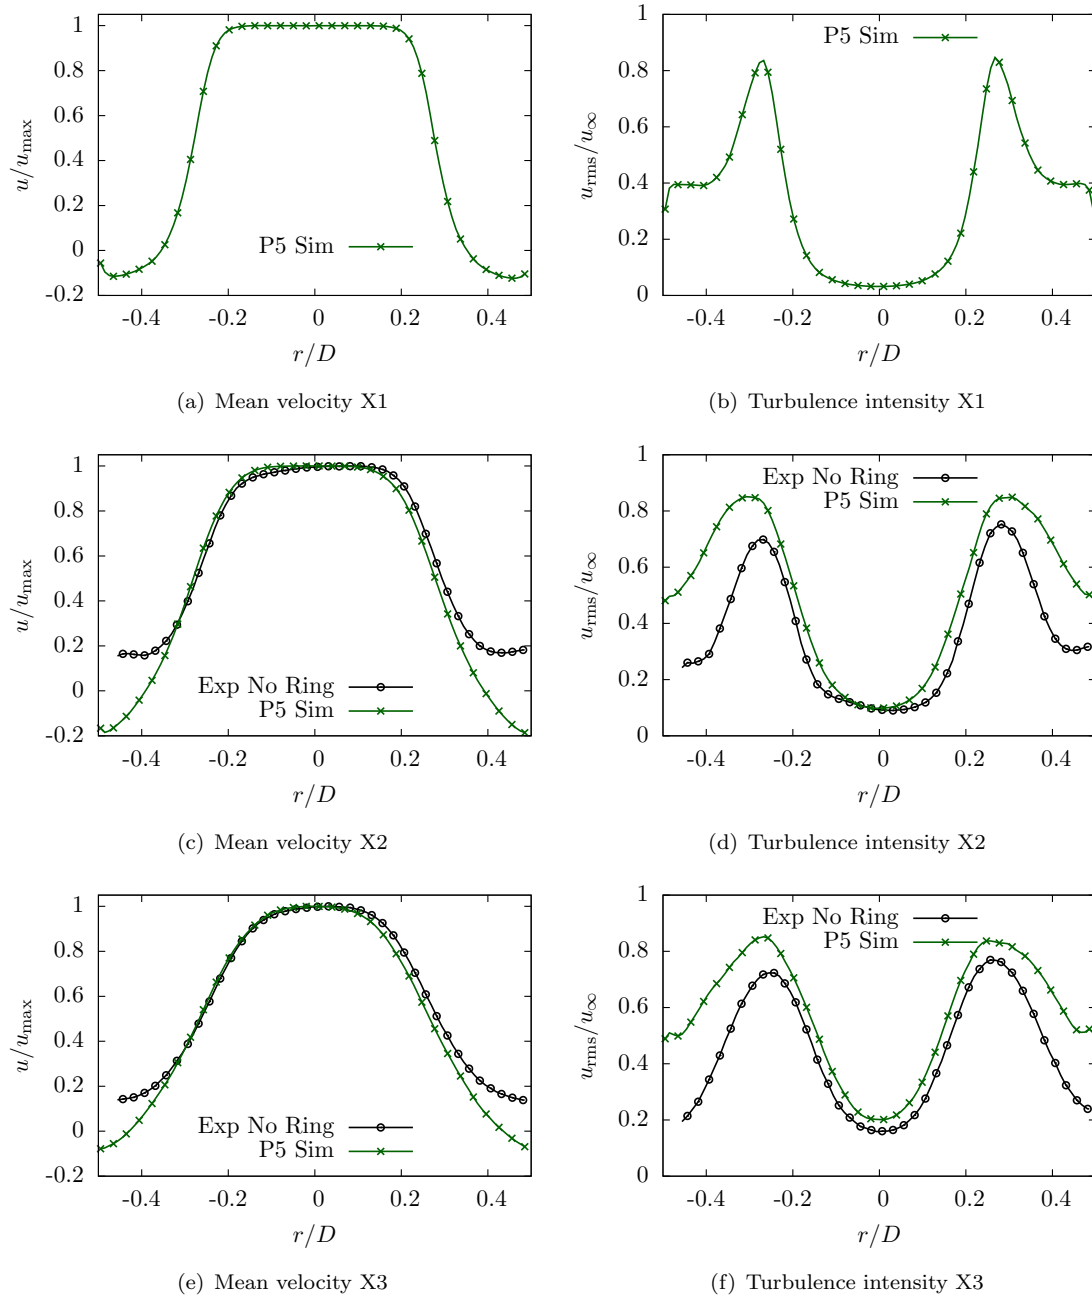 1
0.8
0.6
0.4
0.2
0
-0.2
u/u_max
P5 Sim
-0.4 -0.2 0 0.2 0.4
r/D
(a) Mean velocity X1
1
0.8
0.6
0.4
0.2
0
u_rms/u_∞
P5 Sim
-0.4 -0.2 0 0.2 0.4
r/D
(b) Turbulence intensity X1
1
0.8
0.6
0.4
0.2
0
-0.2
u/u_max
Exp No Ring
P5 Sim
-0.4 -0.2 0 0.2 0.4
r/D
(c) Mean velocity X2
1
0.8
0.6
0.4
0.2
0
u_rms/u_∞
Exp No Ring
P5 Sim
-0.4 -0.2 0 0.2 0.4
r/D
(d) Turbulence intensity X2
1
0.8
0.6
0.4
0.2
0
-0.2
u/u_max
Exp No Ring
P5 Sim
-0.4 -0.2 0 0.2 0.4
r/D
(e) Mean velocity X3
1
0.8
0.6
0.4
0.2
0
u_rms/u_∞
Exp No Ring
P5 Sim
-0.4 -0.2 0 0.2 0.4
r/D
(f) Turbulence intensity X3